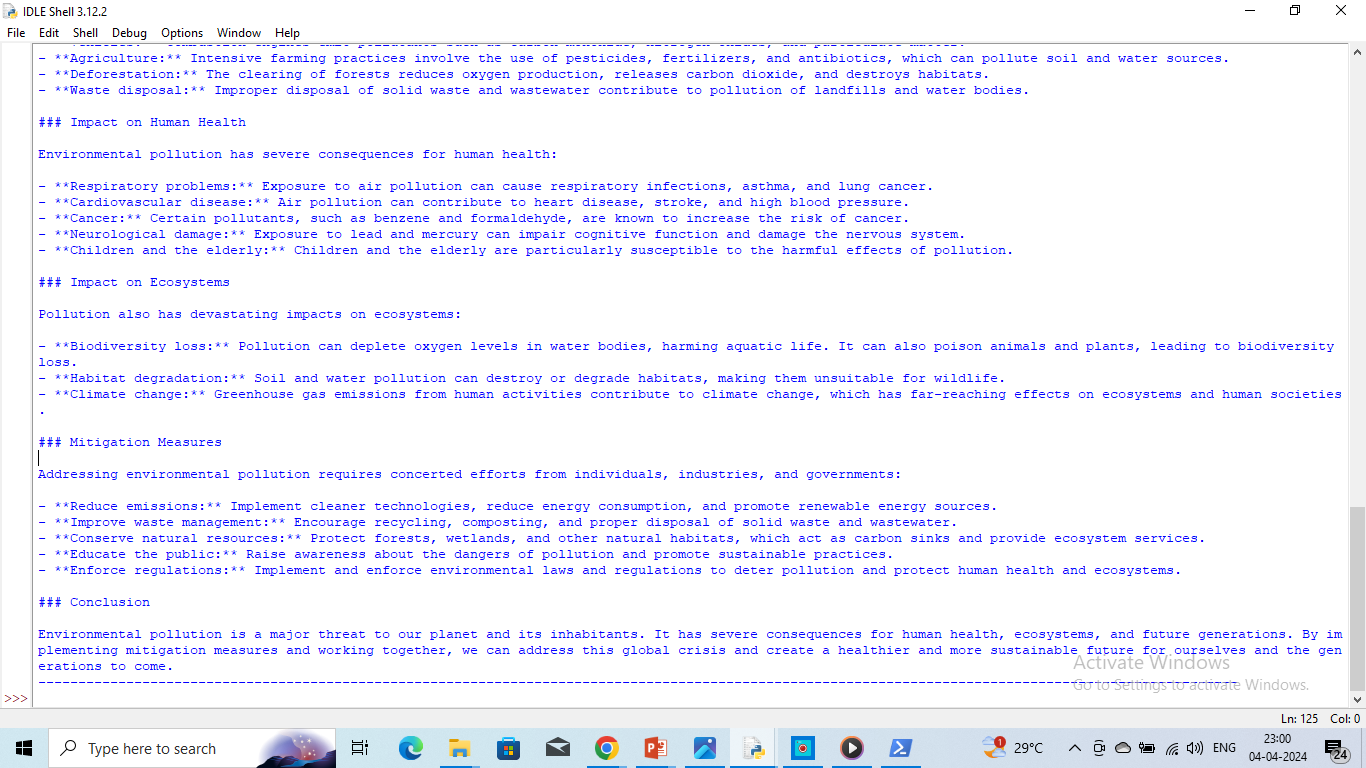 IDLE Shell 3.12.2
File Edit Shell Debug Options Window Help
- **Agriculture:** Intensive farming practices involve the use of pesticides, fertilizers, and antibiotics, which can pollute soil and water sources.
- **Deforestation:** The clearing of forests reduces oxygen production, releases carbon dioxide, and destroys habitats.
- **Waste disposal:** Improper disposal of solid waste and wastewater contribute to pollution of landfills and water bodies.
### Impact on Human Health
Environmental pollution has severe consequences for human health:
- **Respiratory problems:** Exposure to air pollution can cause respiratory infections, asthma, and lung cancer.
- **Cardiovascular disease:** Air pollution can contribute to heart disease, stroke, and high blood pressure.
- **Cancer:** Certain pollutants, such as benzene and formaldehyde, are known to increase the risk of cancer.
- **Neurological damage:** Exposure to lead and mercury can impair cognitive function and damage the nervous system.
- **Children and the elderly:** Children and the elderly are particularly susceptible to the harmful effects of pollution.
### Impact on Ecosystems
Pollution also has devastating impacts on ecosystems:
- **Biodiversity loss:** Pollution can deplete oxygen levels in water bodies, harming aquatic life. It can also poison animals and plants, leading to biodiversity
loss.
- **Habitat degradation:** Soil and water pollution can destroy or degrade habitats, making them unsuitable for wildlife.
- **Climate change:** Greenhouse gas emissions from human activities contribute to climate change, which has far-reaching effects on ecosystems and human societies
.
### Mitigation Measures
Addressing environmental pollution requires concerted efforts from individuals, industries, and governments:
- **Reduce emissions:** Implement cleaner technologies, reduce energy consumption, and promote renewable energy sources.
- **Improve waste management:** Encourage recycling, composting, and proper disposal of solid waste and wastewater.
- **Conserve natural resources:** Protect forests, wetlands, and other natural habitats, which act as carbon sinks and provide ecosystem services.
- **Educate the public:** Raise awareness about the dangers of pollution and promote sustainable practices.
- **Enforce regulations:** Implement and enforce environmental laws and regulations to deter pollution and protect human health and ecosystems.
### Conclusion
Environmental pollution is a major threat to our planet and its inhabitants. It has severe consequences for human health, ecosystems, and future generations. By im
plementing mitigation measures and working together, we can address this global crisis and create a healthier and more sustainable future for ourselves and the gen
erations to come.
Activate Windows
Go to Settings to activate Windows.
>>>
Ln: 125 Col: 0
Type here to search
1
29°C
ENG
23:00
04-04-2024
24